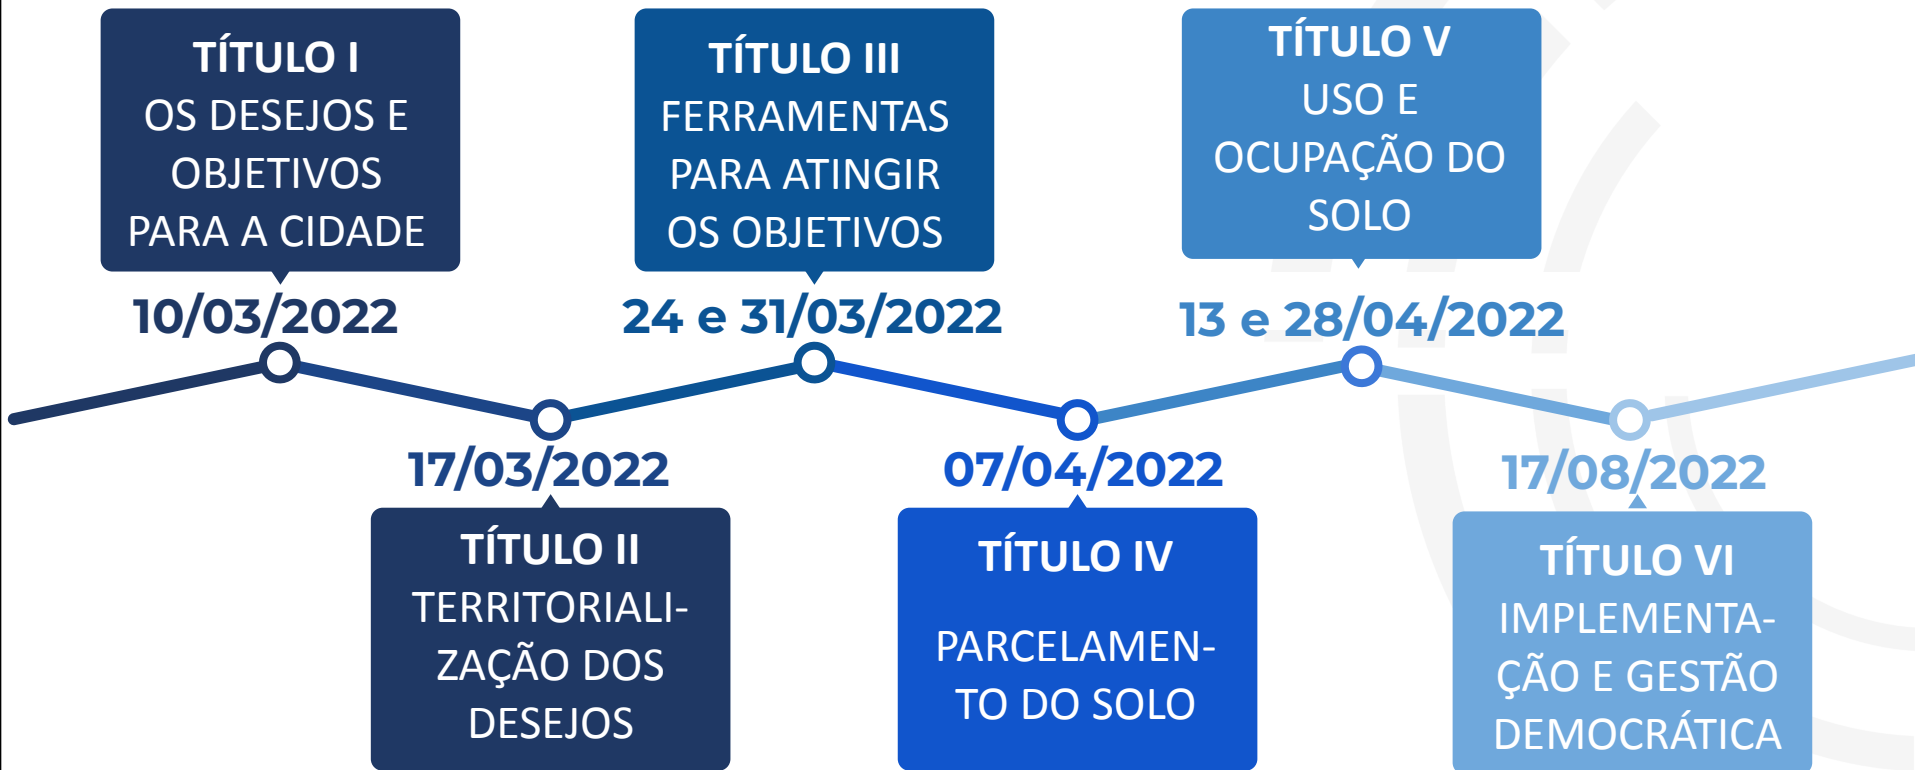 TÍTULO I
OS DESEJOS E
OBJETIVOS
PARA A CIDADE
10/03/2022
TÍTULO III
FERRAMENTAS
PARA ATINGIR
OS OBJETIVOS
24 e 31/03/2022
TÍTULO V
USO E
OCUPAÇÃO DO
SOLO
13 e 28/04/2022
17/03/2022
TÍTULO II
TERRITORIALI-
ZAÇÃO DOS
DESEJOS
07/04/2022
TÍTULO IV
PARCELAMEN-
TO DO SOLO
17/08/2022
TÍTULO VI
IMPLEMENTA-
ÇÃO E GESTÃO
DEMOCRÁTICA